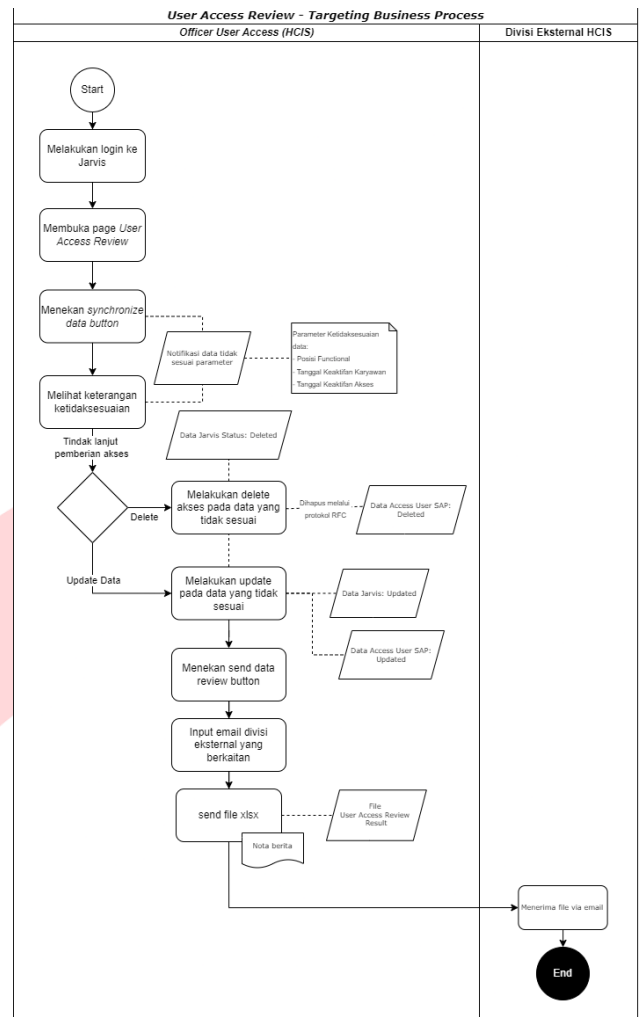 User Access Review - Targeting Business Process
Officer User Access (HCIS)
Divisi Eksternal HCIS
Start
Melakukan login ke
Jarvis
Membuka page User
Access Review
Menekan synchronize
data button
Notifikasi data tidak
sesuai parameter
Parameter Ketidaksesuaian
data:
- Posisi Functional
- Tanggal Keaktifan Karyawan
- Tanggal Keaktifan Akses
Melihat keterangan
ketidaksesuaian
Tindak lanjut
pemberian akses
Data Jarvis Status: Deleted
Delete
Melakukan delete
akses pada data yang
tidak sesuai
Dihapus melalui
protokol RFC
Data Access User SAP:
Deleted
Update Data
Melakukan update
pada data yang tidak
sesuai
Data Jarvis: Updated
Data Access User SAP:
Updated
Menekan send data
review button
Input email divisi
eksternal yang
berkaitan
send file xlsx
File
User Access Review
Result
Nota berita
Menerima file via email
End